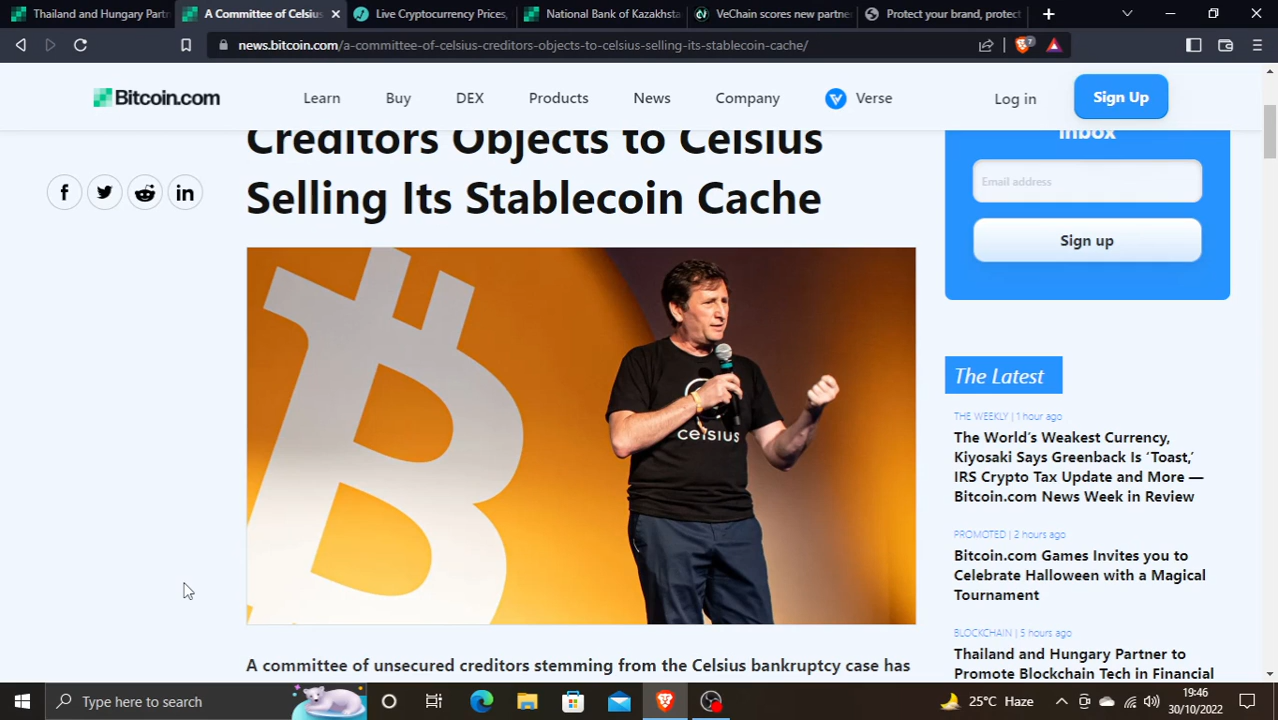 Thailand and Hungary Partn
A Committee of Celsius
Live Cryptocurrency Prices,
National Bank of Kazakhsta
VeChain scores new partne
Protect your brand, protect
news.bitcoin.com/a-committee-of-celsius-creditors-objects-to-celsius-selling-its-stablecoin-cache/
7
Bitcoin.com
Learn
Buy
DEX
Products
News
Company
Verse
Log in
Sign Up
Creditors Objects to Celsius
Selling Its Stablecoin Cache
inbox
Email address
Sign up
celsius
The Latest
THE WEEKLY | 1 hour ago
The World's Weakest Currency,
Kiyosaki Says Greenback Is 'Toast,'
IRS Crypto Tax Update and More —
Bitcoin.com News Week in Review
PROMOTED | 2 hours ago
Bitcoin.com Games Invites you to
Celebrate Halloween with a Magical
Tournament
BLOCKCHAIN | 5 hours ago
Thailand and Hungary Partner to
Promote Blockchain Tech in Financial
A committee of unsecured creditors stemming from the Celsius bankruptcy case has
Type here to search
25°C Haze
19:46
30/10/2022